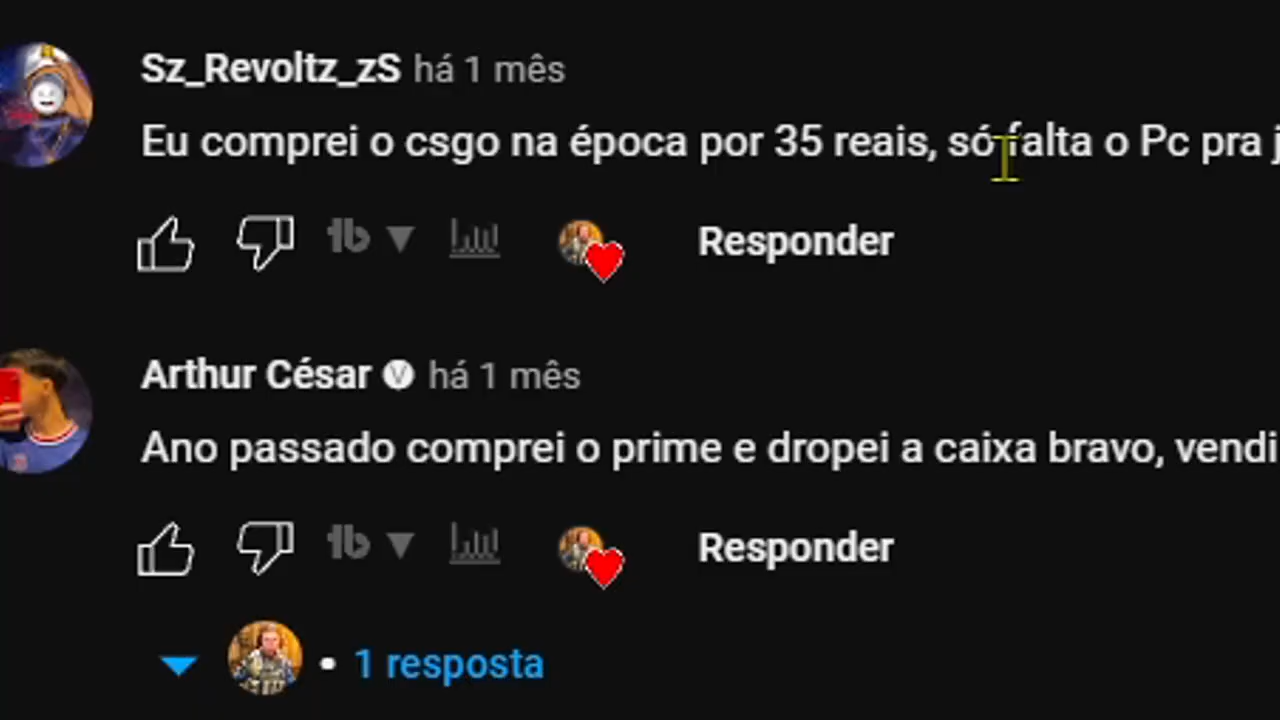 Sz_Revoltz_zS há 1 mês
Eu comprei o csgo na época por 35 reais, só falta o Pc pra
Responder
Arthur César há 1 mês
Ano passado comprei o prime e dropei a caixa bravo, vendi
Responder
1 resposta